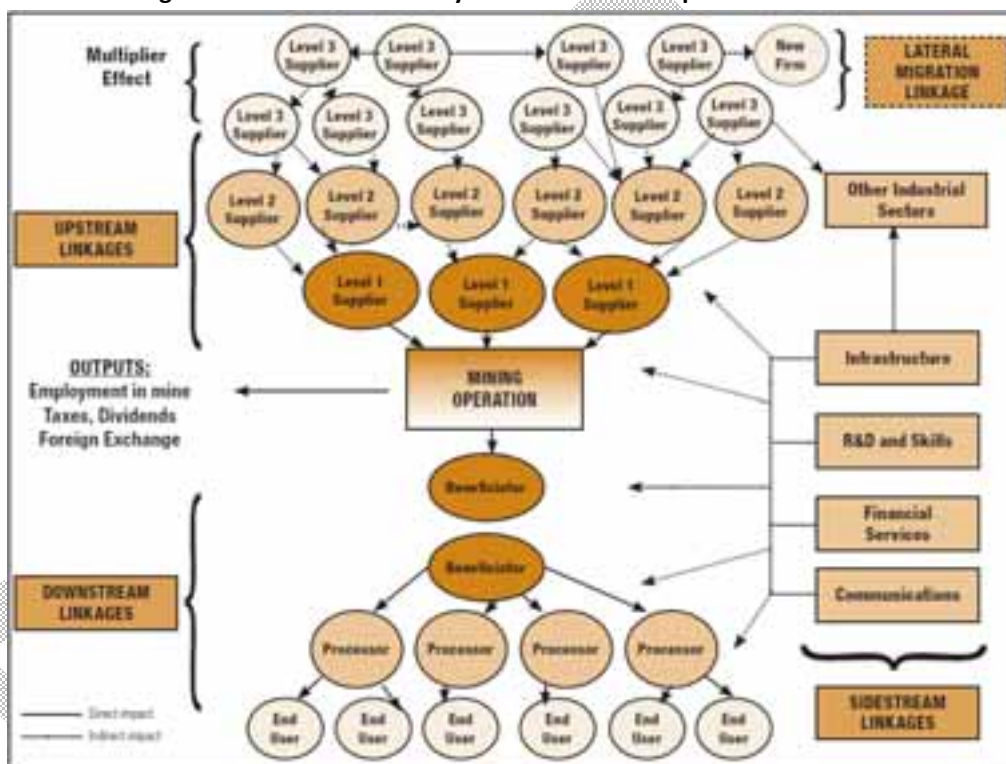 Multiplier
Effect
Level 3
Supplier
Level 3
Supplier
Level 3
Supplier
Level 3
Supplier
New
Firm
LATERAL
MIGRATION
LINKAGE
Level 3
Supplier
Level 3
Supplier
Level 3
Supplier
Level 3
Supplier
Level 3
Supplier
Level 3
Supplier
UPSTREAM
LINKAGES
Level 2
Supplier
Level 2
Supplier
Level 2
Supplier
Level 2
Supplier
Level 2
Supplier
Level 2
Supplier
Other Industrial
Sectors
Level 1
Supplier
Level 1
Supplier
Level 1
Supplier
OUTPUTS:
Employment in mine
Taxes, Dividends
Foreign Exchange
MINING
OPERATION
Infrastructure
R&D and Skills
Financial
Services
Communications
Beneficiator
Beneficiator
DOWNSTREAM
LINKAGES
Processor
Processor
Processor
Processor
End
User
End
User
End
User
End
User
End
User
End
User
SIDESTREAM
LINKAGES
Direct impact
Indirect impact